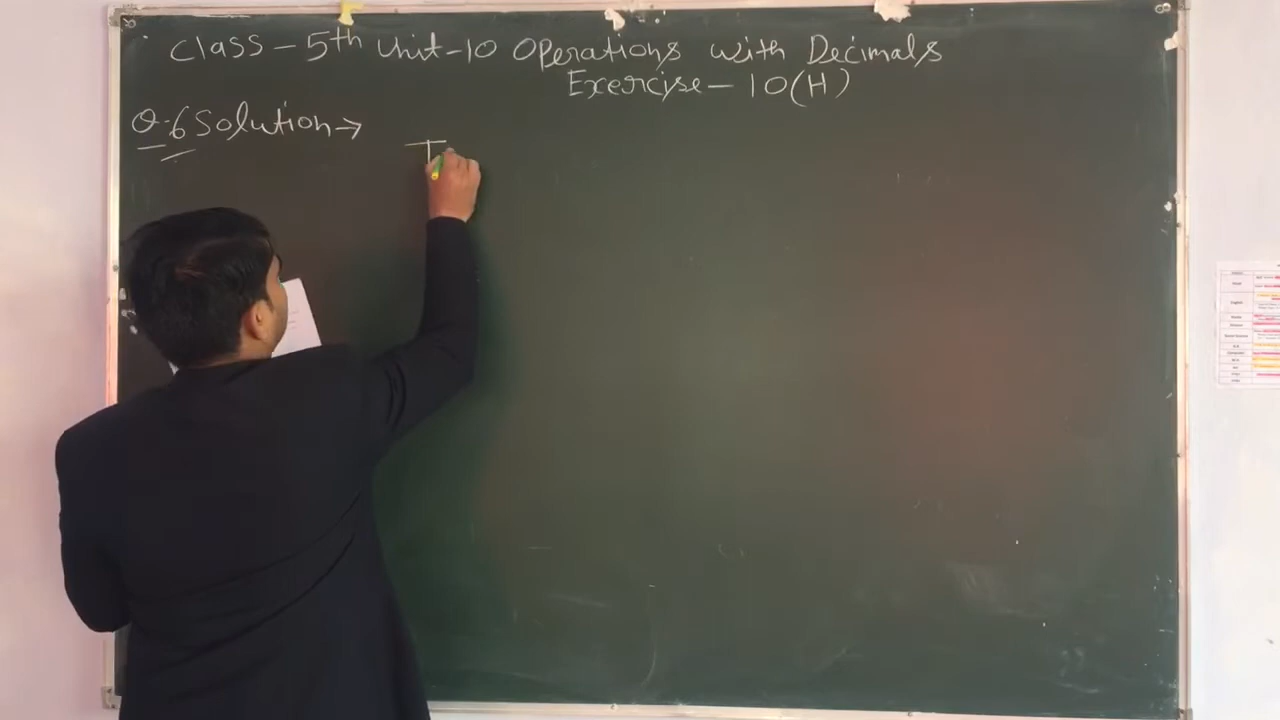 Class - 5th Unit-10 Operations with Decimals
Exercise - 10(H)
Q.6 Solution →
T